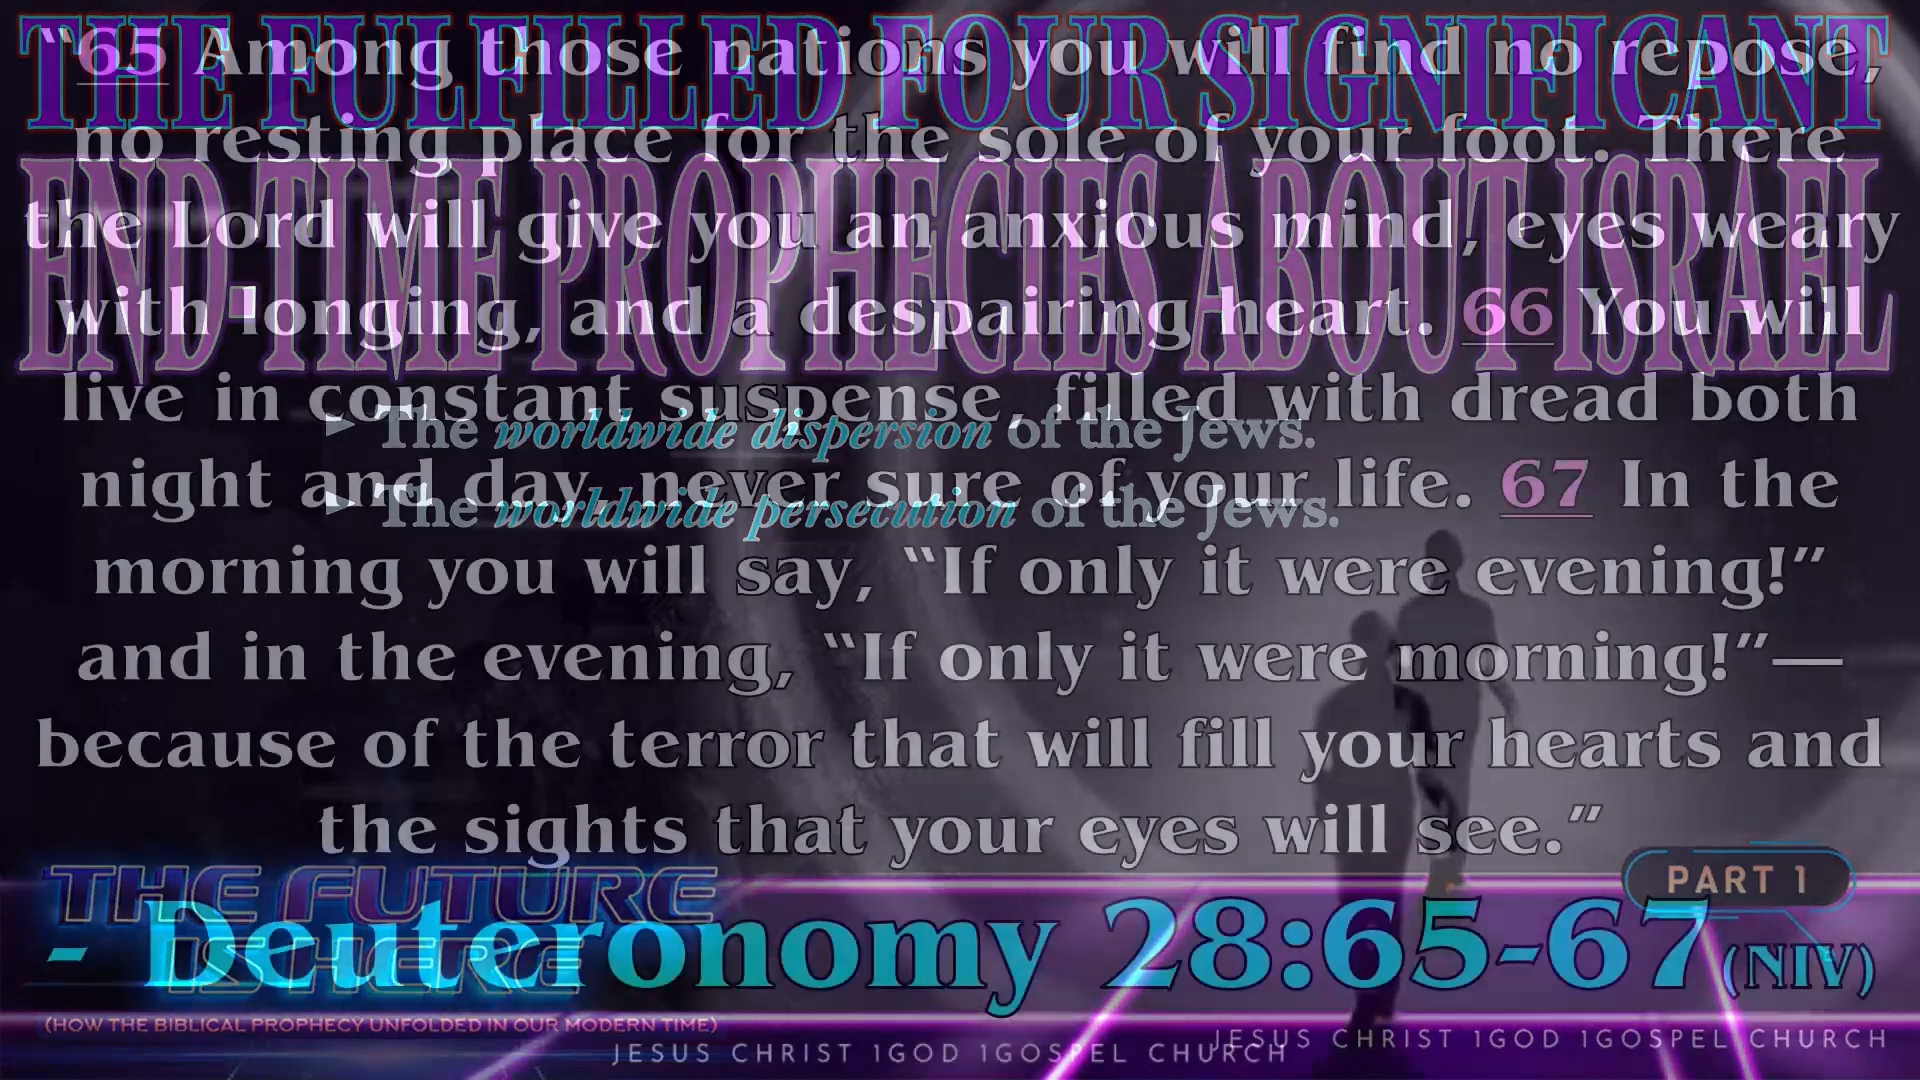 THE FULFILLED FOUR SIGNIFICANT
END-TIME PROPHECIES ABOUT ISRAEL
► The worldwide dispersion of the Jews.
► The worldwide persecution of the Jews.
“65 Among those nations you will find no repose,
no resting place for the sole of your foot. There
the Lord will give you an anxious mind, eyes weary
with longing, and a despairing heart. 66 You will
live in constant suspense, filled with dread both
night and day, never sure of your life. 67 In the
morning you will say, “If only it were evening!”
and in the evening, “If only it were morning!”—
because of the terror that will fill your hearts and
the sights that your eyes will see.”
- Deuteronomy 28:65-67 (NIV)
PART 1
THE FUTURE
IS HERE
(HOW THE BIBLICAL PROPHECY UNFOLDED IN OUR MODERN TIME)
JESUS CHRIST 1GOD 1GOSPEL CHURCH
JESUS CHRIST 1GOD 1GOSPEL CHURCH